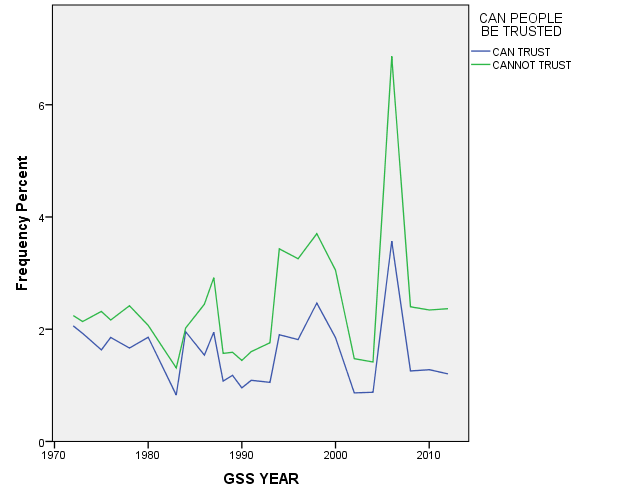 CAN PEOPLE
BE TRUSTED
CAN TRUST
CANNOT TRUST
Frequency Percent
6
4
2
0
1970 1980 1990 2000 2010
GSS YEAR